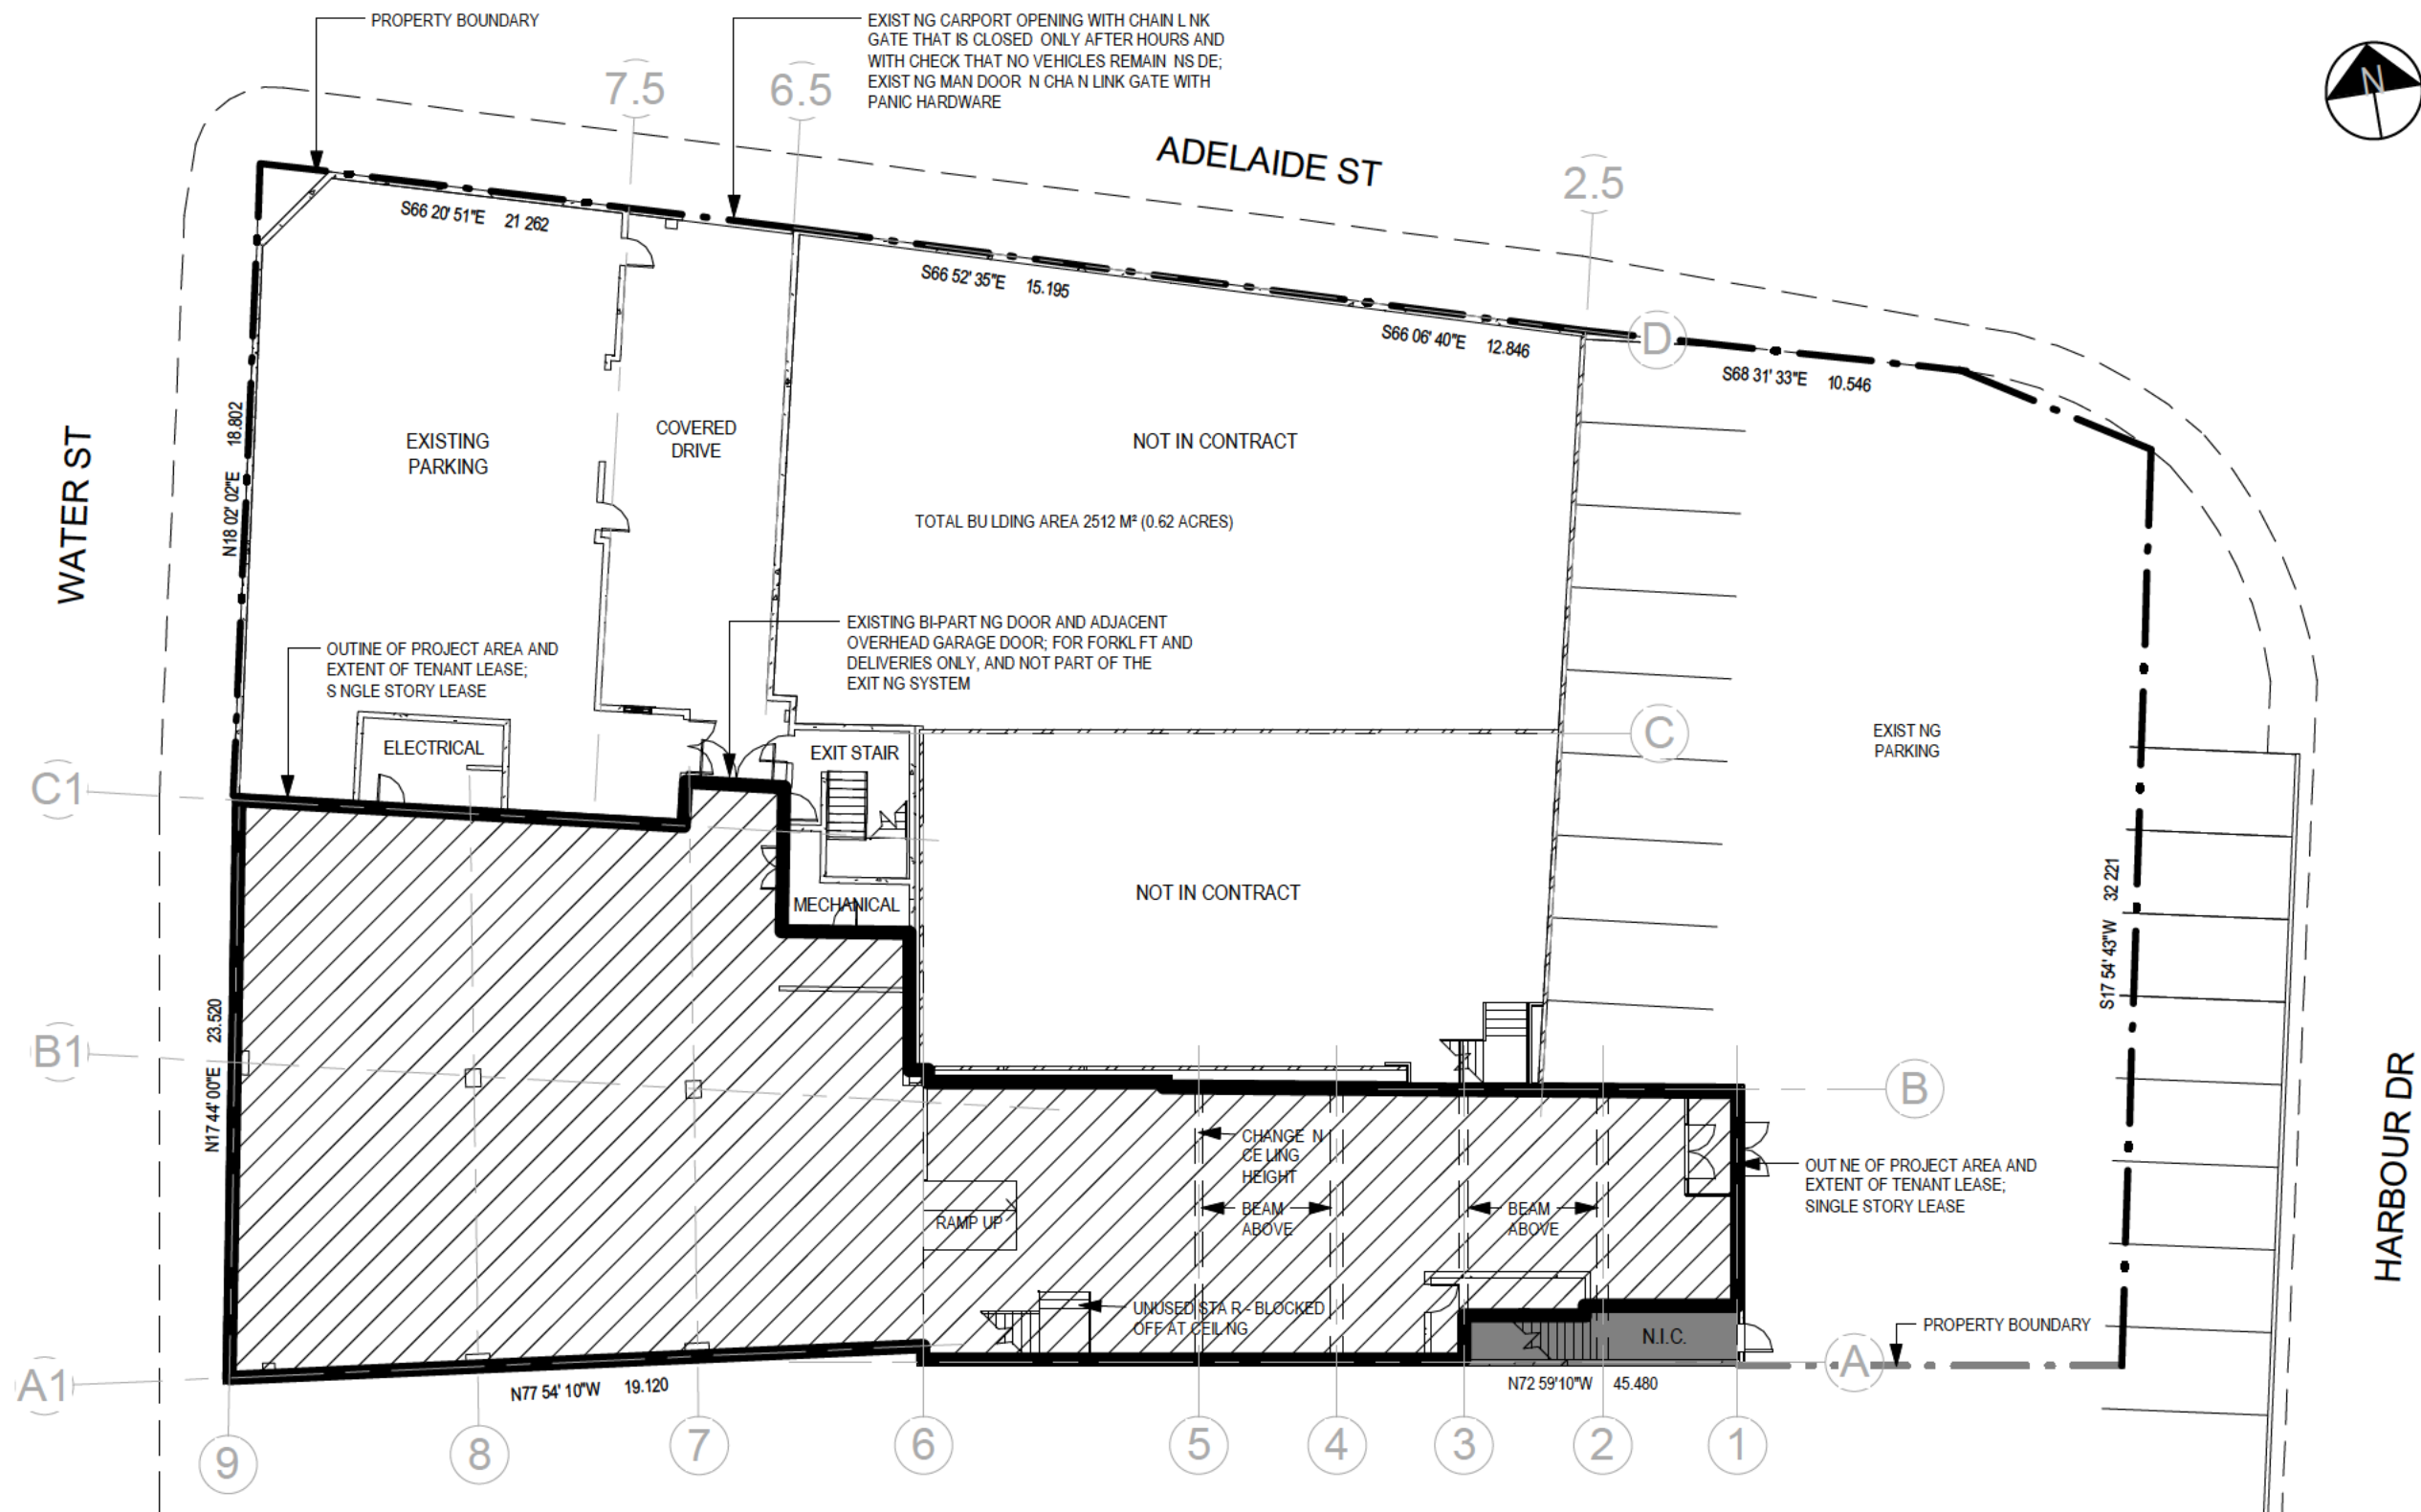 PROPERTY BOUNDARY
EXIST NG CARPORT OPENING WITH CHAIN L NK
GATE THAT IS CLOSED ONLY AFTER HOURS AND
WITH CHECK THAT NO VEHICLES REMAIN NS DE;
EXIST NG MAN DOOR N CHA N LINK GATE WITH
PANIC HARDWARE
N
7.5
6.5
ADELAIDE ST
2.5
S66 20' 51"E 21 262
S66 52' 35"E 15.195
S66 06' 40"E 12.846
D
S68 31' 33"E 10.546
WATER ST
N18 02' 02"E 18.802
EXISTING
PARKING
COVERED
DRIVE
NOT IN CONTRACT
TOTAL BU LDING AREA 2512 M² (0.62 ACRES)
OUTINE OF PROJECT AREA AND
EXTENT OF TENANT LEASE;
S NGLE STORY LEASE
EXISTING BI-PART NG DOOR AND ADJACENT
OVERHEAD GARAGE DOOR; FOR FORKL FT AND
DELIVERIES ONLY, AND NOT PART OF THE
EXIT NG SYSTEM
ELECTRICAL
EXIT STAIR
C
EXIST NG
PARKING
C1
NOT IN CONTRACT
MECHANICAL
S17 54' 43"W 32 221
N17 44' 00"E 23.520
B1
B
HARBOUR DR
CHANGE N
CE LING
HEIGHT
BEAM
ABOVE
BEAM
ABOVE
OUT NE OF PROJECT AREA AND
EXTENT OF TENANT LEASE;
SINGLE STORY LEASE
RAMP UP
UNUSED STA R - BLOCKED
OFF AT CEIL NG
N.I.C.
PROPERTY BOUNDARY
A
A1
N77 54' 10"W 19.120
N72 59'10"W 45.480
9
8
7
6
5
4
3
2
1